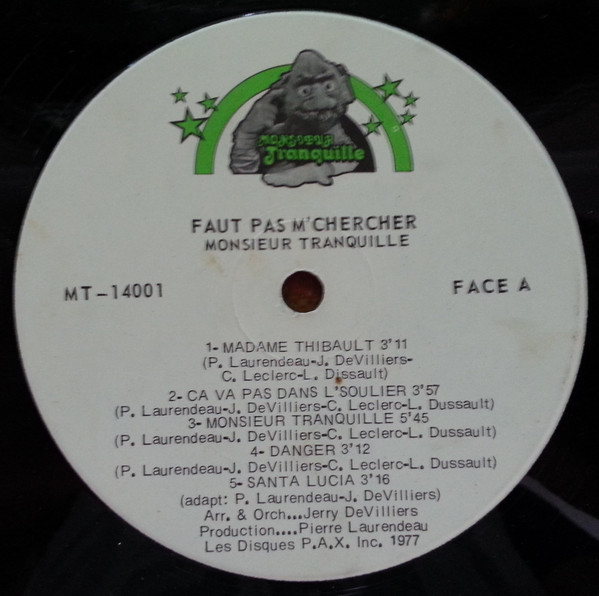 Monsieur
Tranquille
FAUT PAS M'CHERCHER
MONSIEUR TRANQUILLE
MT-14001
FACE A
1- MADAME THIBAULT 3'11
(P. Laurendeau-J. DeVilliers-
C. Leclerc-L. Dissault)
2- CA VA PAS DANS L'SOULIER 3'57
(P. Laurendeau-J. DeVilliers-C. Leclerc-L. Dussault)
3- MONSIEUR TRANQUILLE 5'45
(P. Laurendeau-J. DeVilliers-C. Leclerc-L. Dussault)
4- DANGER 3'12
(P. Laurendeau-J. DeVilliers-C. Leclerc-L. Dussault)
5- SANTA LUCIA 3'16
(adapt: P. Laurendeau-J. DeVilliers)
Arr. & Orch...Jerry DeVilliers
Production....Pierre Laurendeau
Les Disques P.A.X. Inc. 1977